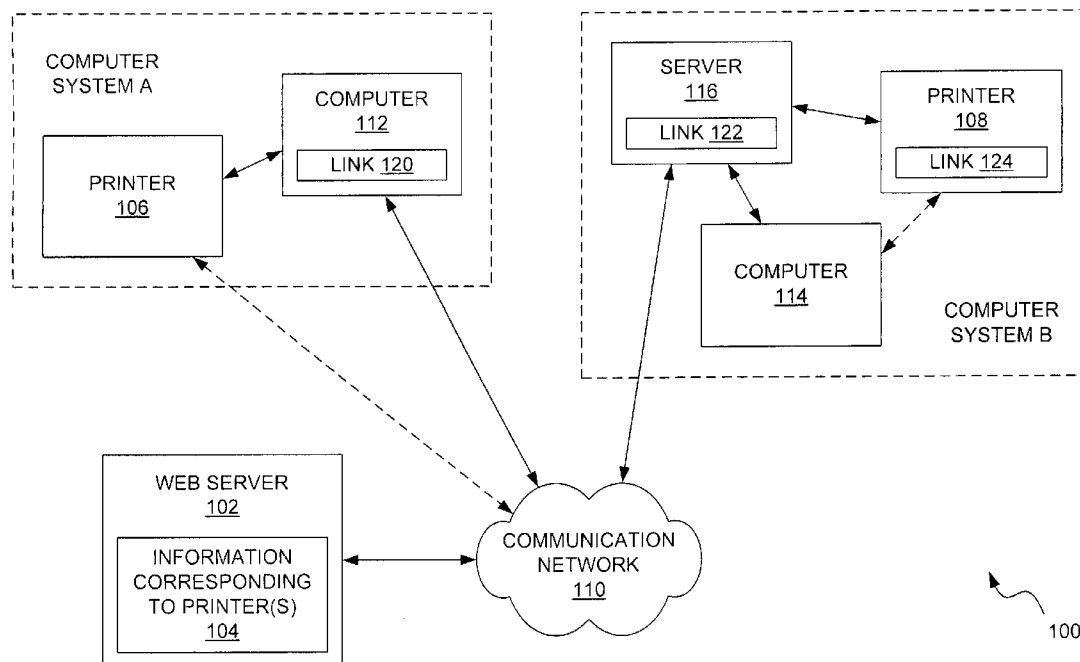 COMPUTER
SYSTEM A
PRINTER
106
COMPUTER
112
LINK 120
SERVER
116
LINK 122
PRINTER
108
LINK 124
COMPUTER
114
COMPUTER
SYSTEM B
WEB SERVER
102
INFORMATION
CORRESPONDING
TO PRINTER(S)
104
COMMUNICATION
NETWORK
110
100